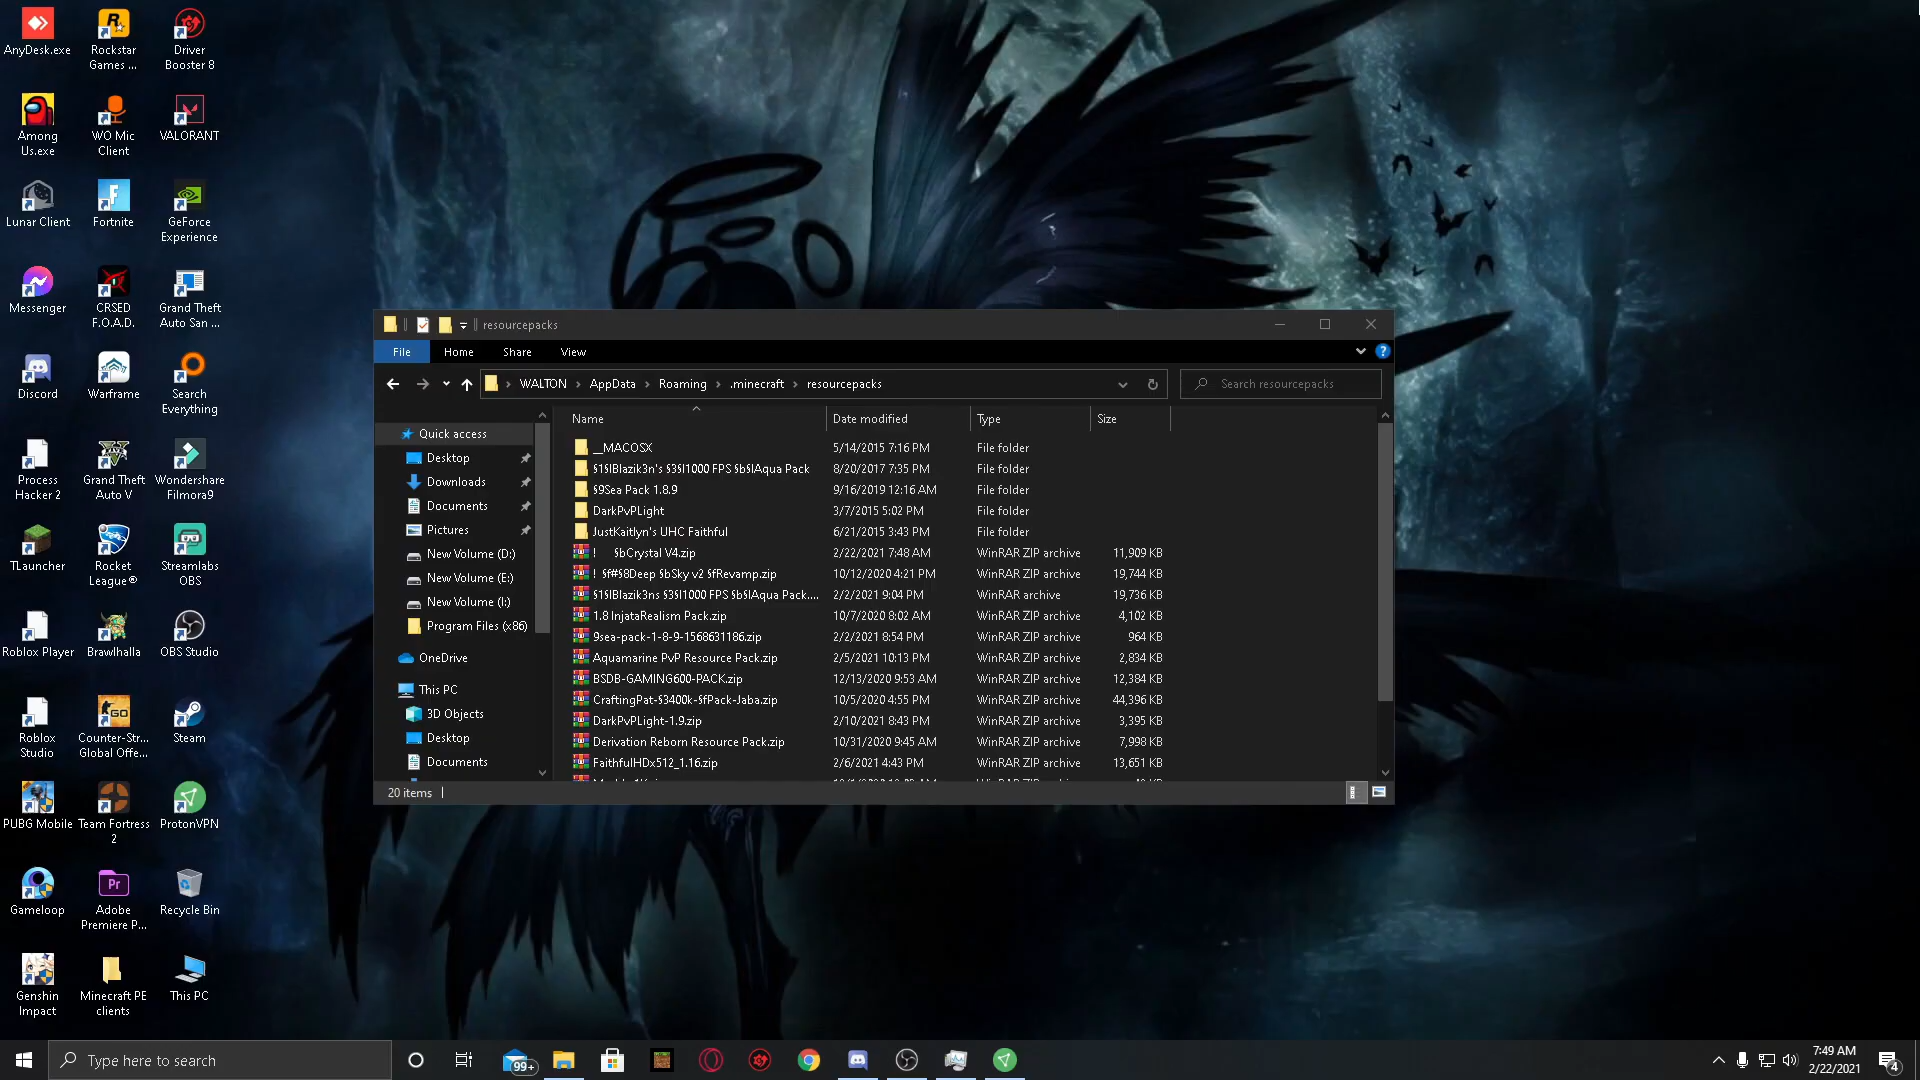 AnyDesk.exe
Rockstar
Games ...
Driver
Booster 8
Among
Us.exe
WO Mic
Client
VALORANT
Lunar Client
Fortnite
GeForce
Experience
Messenger
CRSED
F.O.A.D.
Grand Theft
Auto San ...
Discord
Warframe
Search
Everything
Process
Hacker 2
Grand Theft
Auto V
Wondershare
Filmora9
TLauncher
Rocket
League®
Streamlabs
OBS
Roblox Player
Brawlhalla
OBS Studio
Roblox
Studio
Counter-Str...
Global Offe...
Steam
PUBG Mobile
Team Fortress
2
ProtonVPN
Gameloop
Adobe
Premiere P...
Recycle Bin
Genshin
Impact
Minecraft PE
clients
This PC
resourcepacks
File Home Share View
WALTON › AppData › Roaming › .minecraft › resourcepacks
Search resourcepacks
Quick access
Desktop
Downloads
Documents
Pictures
New Volume (D:)
New Volume (E:)
New Volume (I:)
Program Files (x86)
OneDrive
This PC
3D Objects
Desktop
Documents
Name Date modified Type Size
__MACOSX 5/14/2015 7:16 PM File folder
§1§lBlazik3n's §3§l1000 FPS §b§lAqua Pack 8/20/2017 7:35 PM File folder
§9Sea Pack 1.8.9 9/16/2019 12:16 AM File folder
DarkPvPLight 3/7/2015 5:02 PM File folder
JustKaitlyn's UHC Faithful 6/21/2015 3:43 PM File folder
! §bCrystal V4.zip 2/22/2021 7:48 AM WinRAR ZIP archive 11,909 KB
! §f#§8Deep §bSky v2 §fRevamp.zip 10/12/2020 4:21 PM WinRAR ZIP archive 19,744 KB
§1§lBlazik3ns §3§l1000 FPS §b§lAqua Pack.... 2/2/2021 9:04 PM WinRAR archive 19,736 KB
1.8 InjataRealism Pack.zip 10/7/2020 8:02 AM WinRAR ZIP archive 4,102 KB
9sea-pack-1-8-9-1568631186.zip 2/2/2021 8:54 PM WinRAR ZIP archive 964 KB
Aquamarine PvP Resource Pack.zip 2/5/2021 10:13 PM WinRAR ZIP archive 2,834 KB
BSDB-GAMING600-PACK.zip 12/13/2020 9:53 AM WinRAR ZIP archive 12,384 KB
CraftingPat-§3400k-§fPack-Jaba.zip 10/5/2020 4:55 PM WinRAR ZIP archive 44,396 KB
DarkPvPLight-1.9.zip 2/10/2021 8:43 PM WinRAR ZIP archive 3,395 KB
Derivation Reborn Resource Pack.zip 10/31/2020 9:45 AM WinRAR ZIP archive 7,998 KB
FaithfulHDx512_1.16.zip 2/6/2021 4:43 PM WinRAR ZIP archive 13,651 KB
20 items
Type here to search
99+
7:49 AM
2/22/2021
4